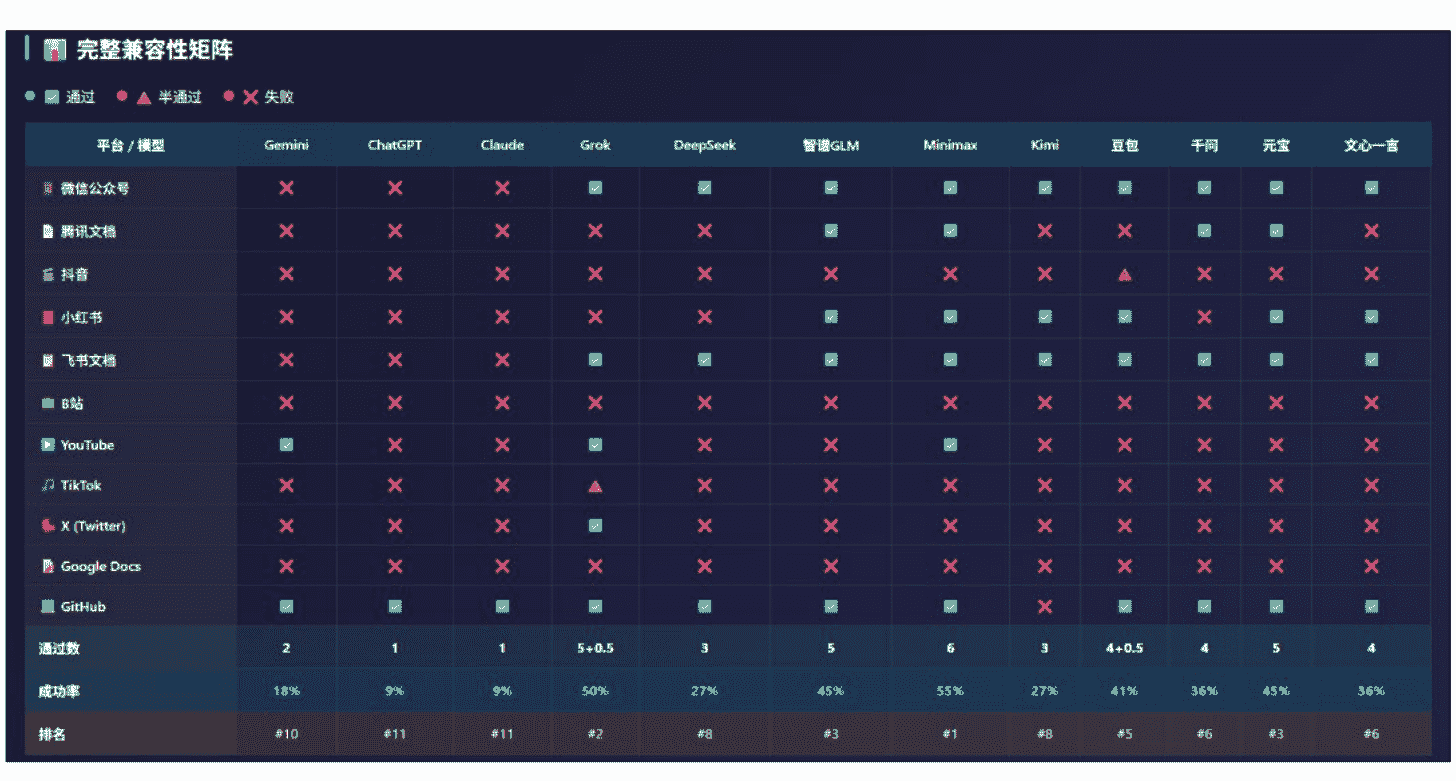 完整兼容性矩阵
通过 半通过 失败
平台 / 模型 Gemini ChatGPT Claude Grok DeepSeek 智谱GLM Minimax Kimi 豆包 千问 元宝 文心一言
微信公众号
腾讯文档
抖音
小红书
飞书文档
B站
YouTube
TikTok
X (Twitter)
Google Docs
GitHub
通过数 2 1 1 5+0.5 3 5 6 3 4+0.5 4 5 4
成功率 18% 9% 9% 50% 27% 45% 55% 27% 41% 36% 45% 36%
排名 #10 #11 #11 #2 #8 #3 #1 #8 #5 #6 #3 #6